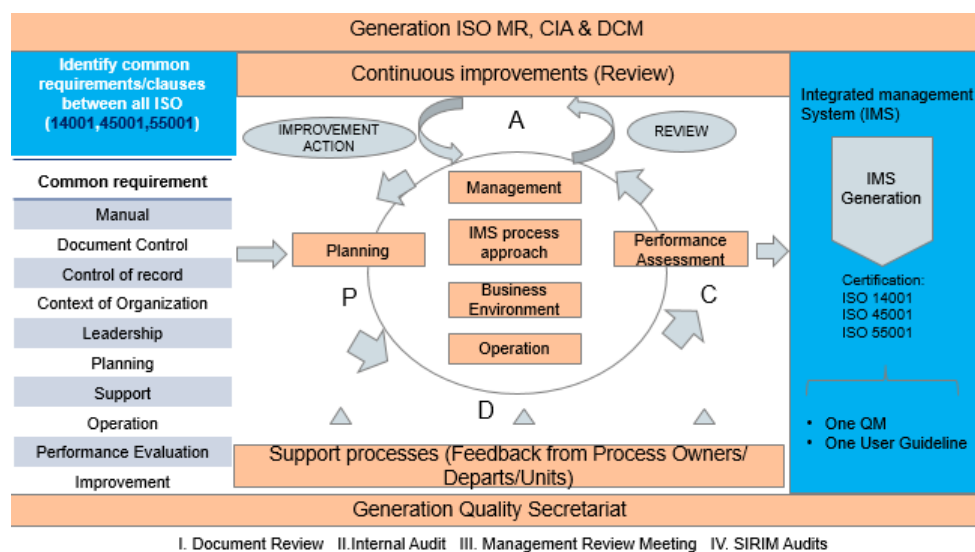 Generation ISO MR, CIA & DCM
Identify common
requirements/clauses
between all ISO
(14001,45001,55001)
Common requirement
Manual
Document Control
Control of record
Context of Organization
Leadership
Planning
Support
Operation
Performance Evaluation
Improvement
Continuous improvements (Review)
IMPROVEMENT
ACTION
A
REVIEW
Management
Planning
IMS process
approach
Performance
Assessment
P
Business
Environment
C
Operation
D
Support processes (Feedback from Process Owners/
Departs/Units)
Integrated management
System (IMS)
IMS
Generation
Certification:
ISO 14001
ISO 45001
ISO 55001
• One QM
• One User Guideline
Generation Quality Secretariat
I. Document Review II.Internal Audit III. Management Review Meeting IV. SIRIM Audits